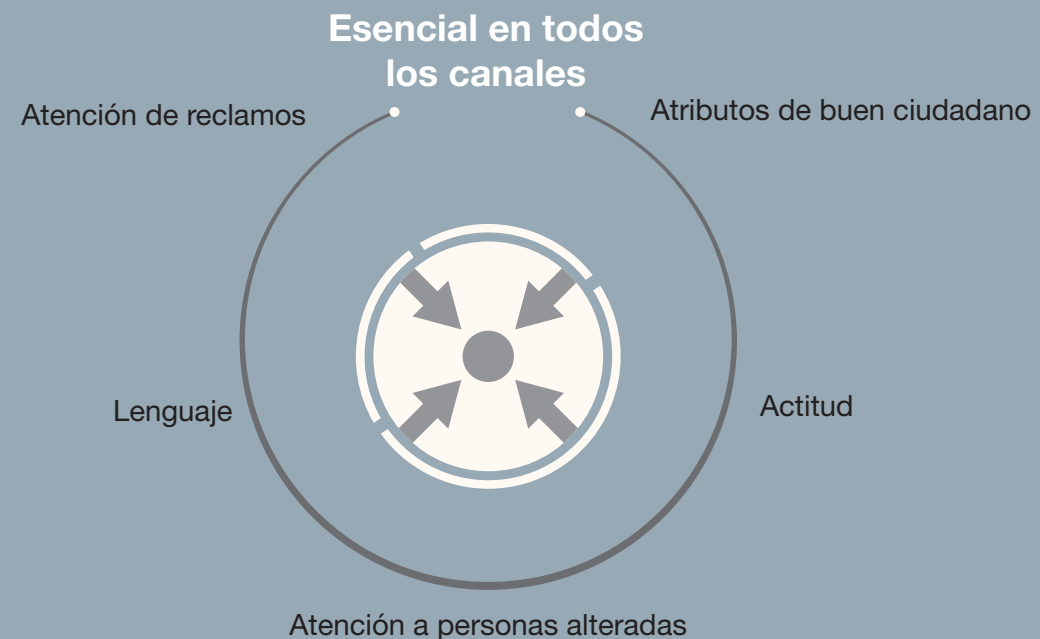 Esencial en todos
los canales
Atención de reclamos
Atributos de buen ciudadano
Lenguaje
Actitud
Atención a personas alteradas